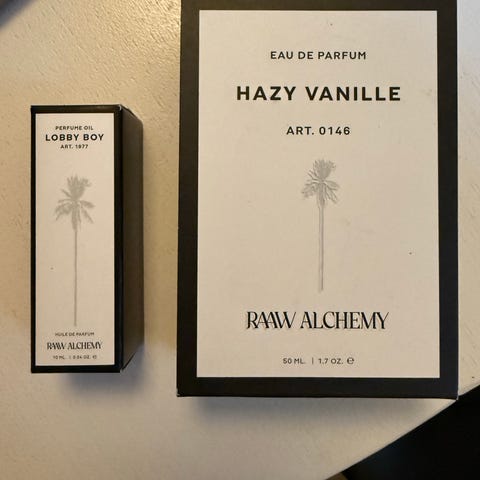 PERFUME OIL
LOBBY BOY
ART. 1977
HUILE DE PARFUM
RAAW ALCHEMY
10 ML. | 0.34 OZ. ℮
EAU DE PARFUM
HAZY VANILLE
ART. 0146
RAAW ALCHEMY
50 ML. | 1.7 OZ. ℮